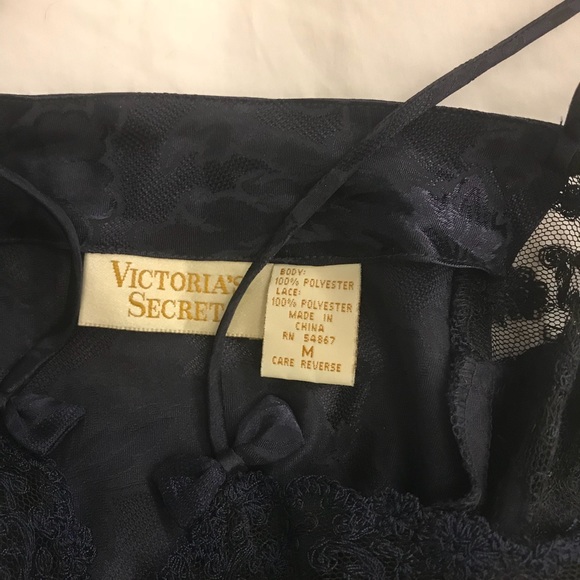 VICTORIA'S
SECRET
BODY:
100% POLYESTER
LACE:
100% POLYESTER
MADE IN
CHINA
RN 54867
M
CARE REVERSE